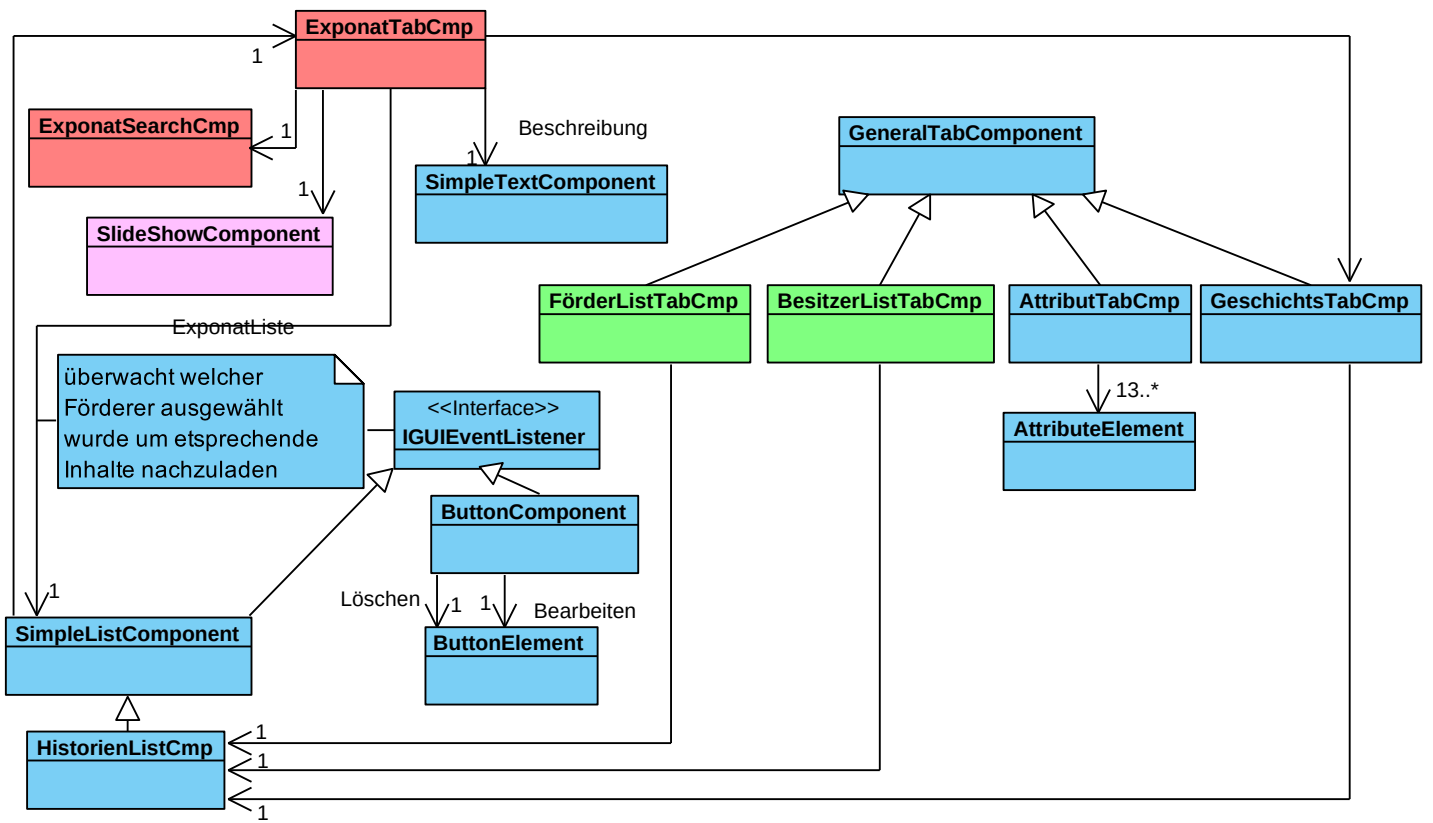 ExponatTabCmp
1
ExponatSearchCmp
1
Beschreibung
GeneralTabComponent
1
SimpleTextComponent
1
SlideShowComponent
FörderListTabCmp
BesitzerListTabCmp
AttributTabCmp
GeschichtsTabCmp
ExponatListe
überwacht welcher
Förderer ausgewählt
wurde um etsprechende
Inhalte nachzuladen
<<Interface>>
IGUIEventListener
13..*
AttributeElement
ButtonComponent
1
Löschen
1
1
Bearbeiten
SimpleListComponent
ButtonElement
HistorienListCmp
1
1
1